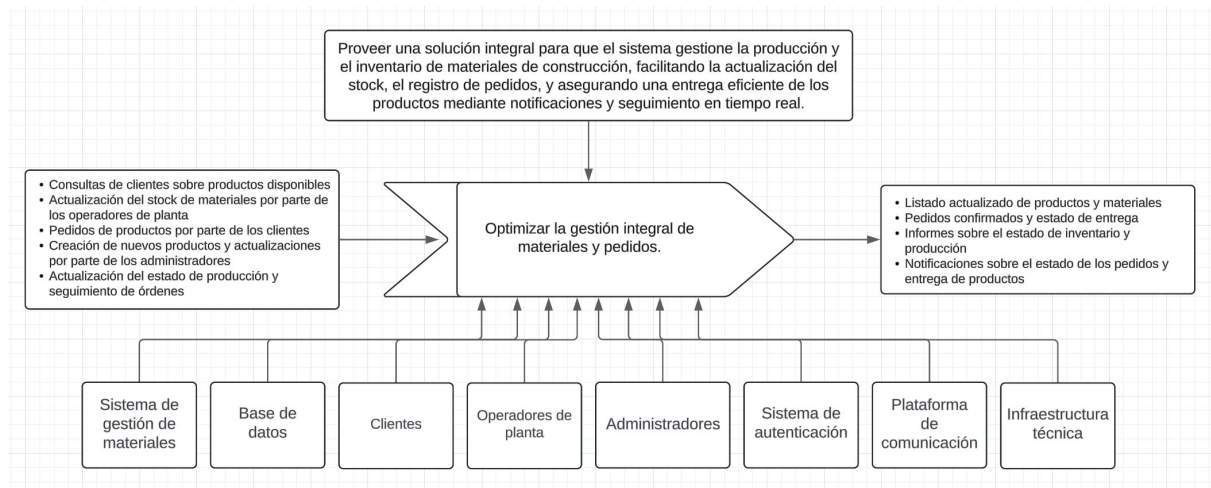 Proveer una solución integral para que el sistema gestione la producción y
el inventario de materiales de construcción, facilitando la actualización del
stock, el registro de pedidos, y asegurando una entrega eficiente de los
productos mediante notificaciones y seguimiento en tiempo real.
• Consultas de clientes sobre productos disponibles
• Actualización del stock de materiales por parte de
los operadores de planta
• Pedidos de productos por parte de los clientes
• Creación de nuevos productos y actualizaciones
por parte de los administradores
• Actualización del estado de producción y
seguimiento de órdenes
Optimizar la gestión integral de
materiales y pedidos.
• Listado actualizado de productos y materiales
• Pedidos confirmados y estado de entrega
• Informes sobre el estado de inventario y
producción
• Notificaciones sobre el estado de los pedidos y
entrega de productos
Sistema de
gestión de
materiales
Base de
datos
Clientes
Operadores de
planta
Administradores
Sistema de
autenticación
Plataforma
de
comunicación
Infraestructura
técnica